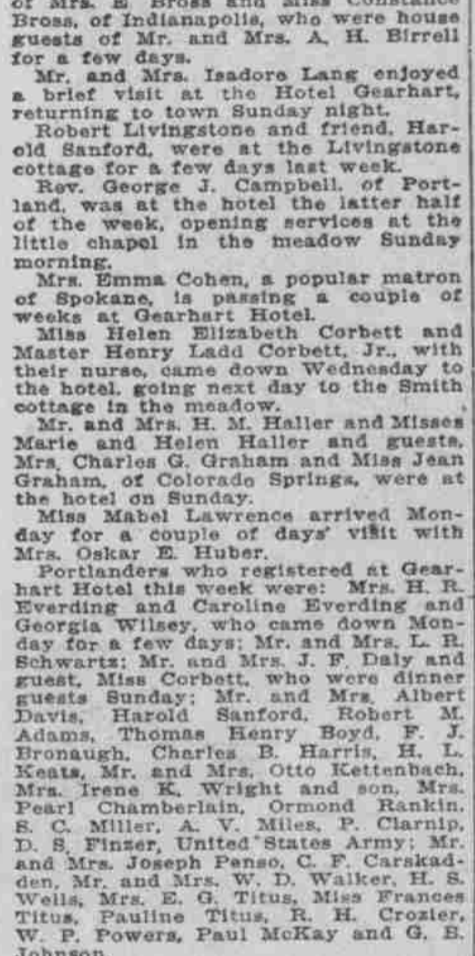 of Mrs. E. Bross and Miss Constance
Bross, of Indianapolis, who were house
guests of Mr. and Mrs. A. H. Birrell
for a few days.
Mr. and Mrs. Isadore Lang enjoyed
a brief visit at the Hotel Gearhart,
returning to town Sunday night.
Robert Livingstone and friend, Har-
old Sanford, were at the Livingstone
cottage for a few days last week.
Rev. George J. Campbell, of Port-
land, was at the hotel the latter half
of the week, opening services at the
little chapel in the meadow Sunday
morning.
Mrs. Emma Cohen, a popular matron
of Spokane, is passing a couple of
weeks at Gearhart Hotel.
Miss Helen Elizabeth Corbett and
Master Henry Ladd Corbett, Jr., with
their nurse, came down Wednesday to
the hotel, going next day to the Smith
cottage in the meadow.
Mr. and Mrs. H. M. Haller and Misses
Marie and Helen Haller and guests,
Mrs. Charles G. Graham and Miss Jean
Graham, of Colorado Springs, were at
the hotel on Sunday.
Miss Mabel Lawrence arrived Mon-
day for a couple of days' visit with
Mrs. Oskar E. Huber.
Portlanders who registered at Gear-
hart Hotel this week were: Mrs. H. R.
Everding and Caroline Everding and
Georgia Wilsey, who came down Mon-
day for a few days; Mr. and Mrs. L. R.
Schwartz; Mr. and Mrs. J. F. Daly and
guest, Miss Corbett, who were dinner
guests Sunday; Mr. and Mrs. Albert
Davis, Harold Sanford, Robert M.
Adams, Thomas Henry Boyd, F. J.
Bronaugh, Charles B. Harris, H. L.
Keats, Mr. and Mrs. Otto Kettenbach,
Mrs. Irene K. Wright and son, Mrs.
Pearl Chamberlain, Ormond Rankin,
S. C. Miller, A. V. Miles, P. Clarnip,
D. S. Finzer, United States Army; Mr.
and Mrs. Joseph Penso, C. F. Carskad-
den, Mr. and Mrs. W. D. Walker, H. S.
Wells, Mrs. E. G. Titus, Miss Frances
Titus, Pauline Titus, R. H. Crozier,
W. P. Powers, Paul McKay and G. B.
Johnson.